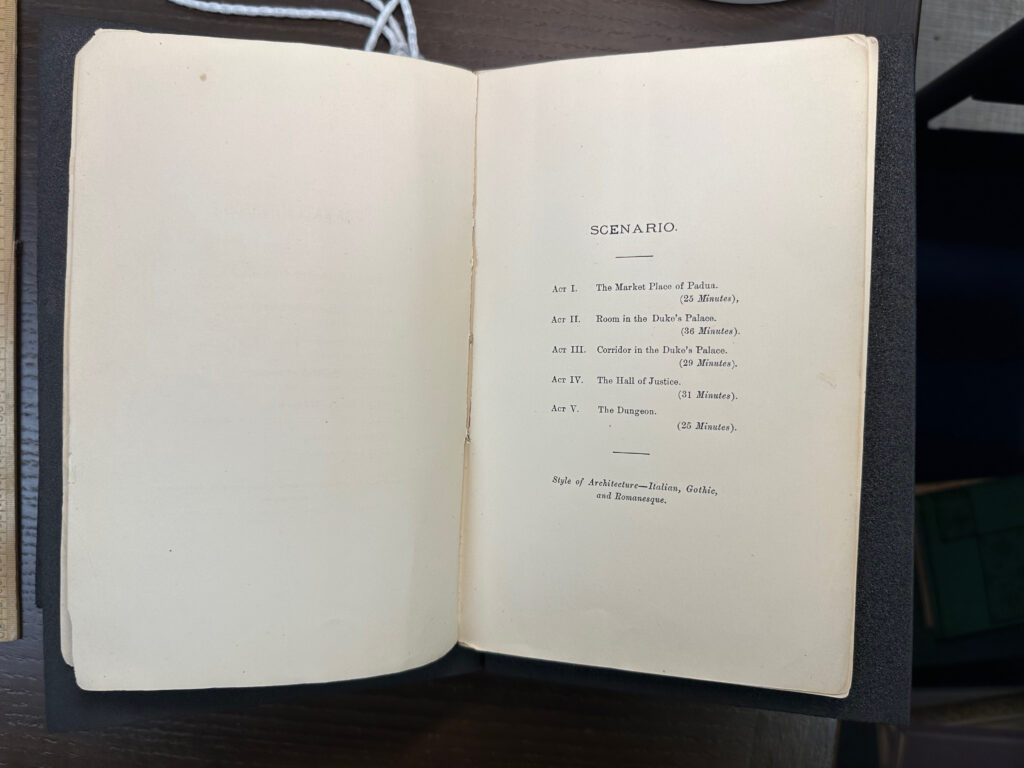 SCENARIO.
Act I. The Market Place of Padua.
(25 Minutes),
Act II. Room in the Duke's Palace.
(36 Minutes).
Act III. Corridor in the Duke's Palace.
(29 Minutes).
Act IV. The Hall of Justice.
(31 Minutes).
Act V. The Dungeon.
(25 Minutes).
Style of Architecture—Italian, Gothic,
and Romanesque.